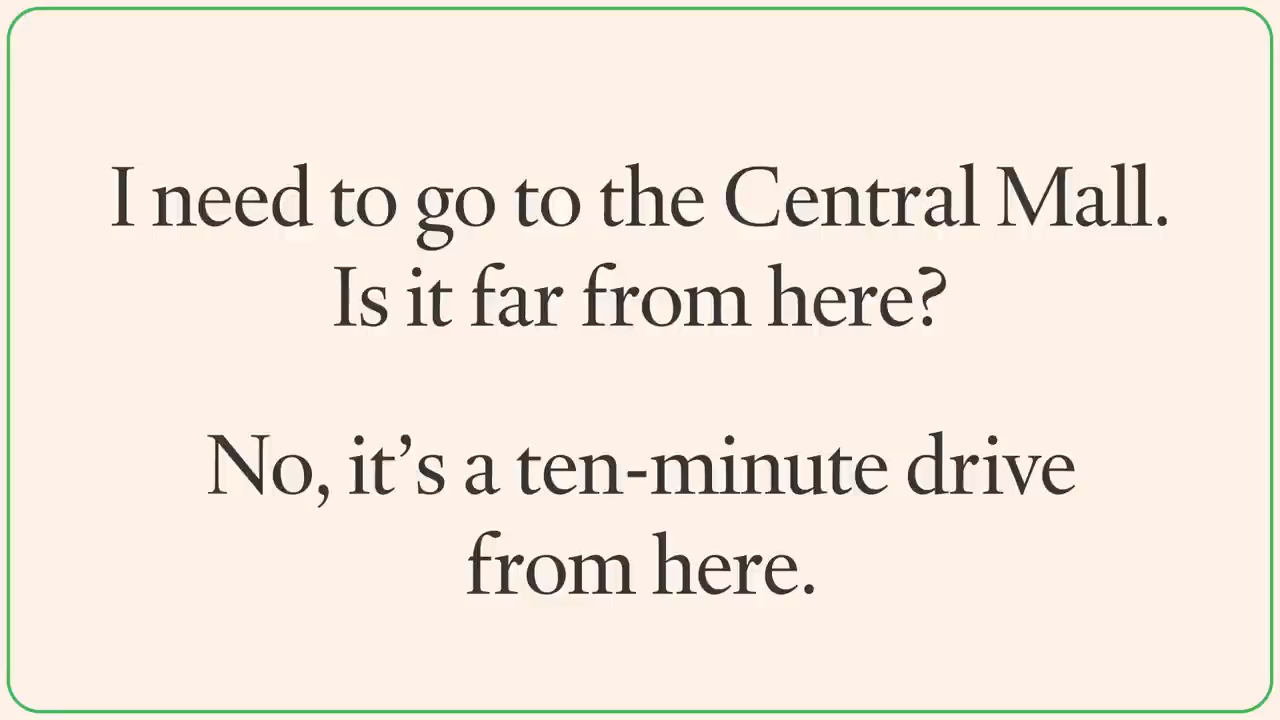 I need to go to the Central Mall.
Is it far from here?
No, it’s a ten-minute drive
from here.